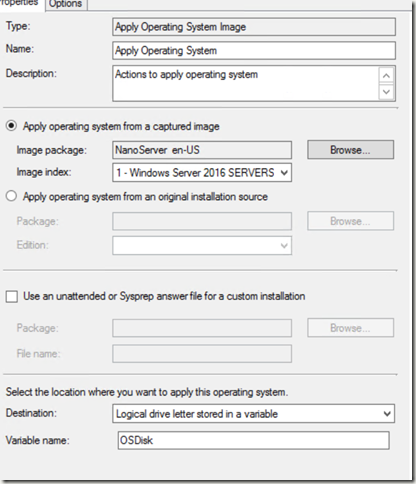 Properties Options
Type: Apply Operating System Image
Name: Apply Operating System
Description: Actions to apply operating system
Apply operating system from a captured image
Image package: NanoServer en-US Browse...
Image index: 1 - Windows Server 2016 SERVERS
Apply operating system from an original installation source
Package: Browse...
Edition:
Use an unattended or Sysprep answer file for a custom installation
Package: Browse...
File name:
Select the location where you want to apply this operating system.
Destination: Logical drive letter stored in a variable
Variable name: OSDisk